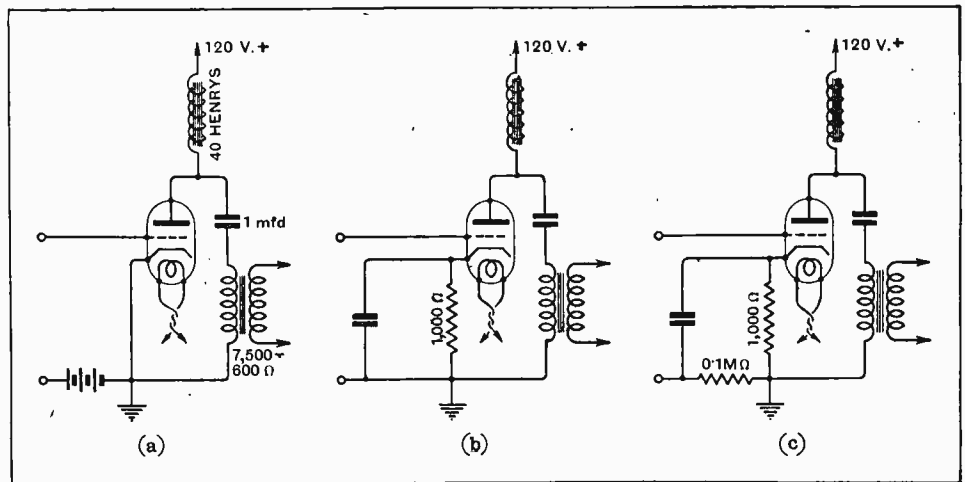 120 V.+
40 HENRYS
1 mfd
7,500-
600 Ω
(a)
120 V.+
1,000 Ω
(b)
120 V.+
1,000 Ω
0·1MΩ
(c)